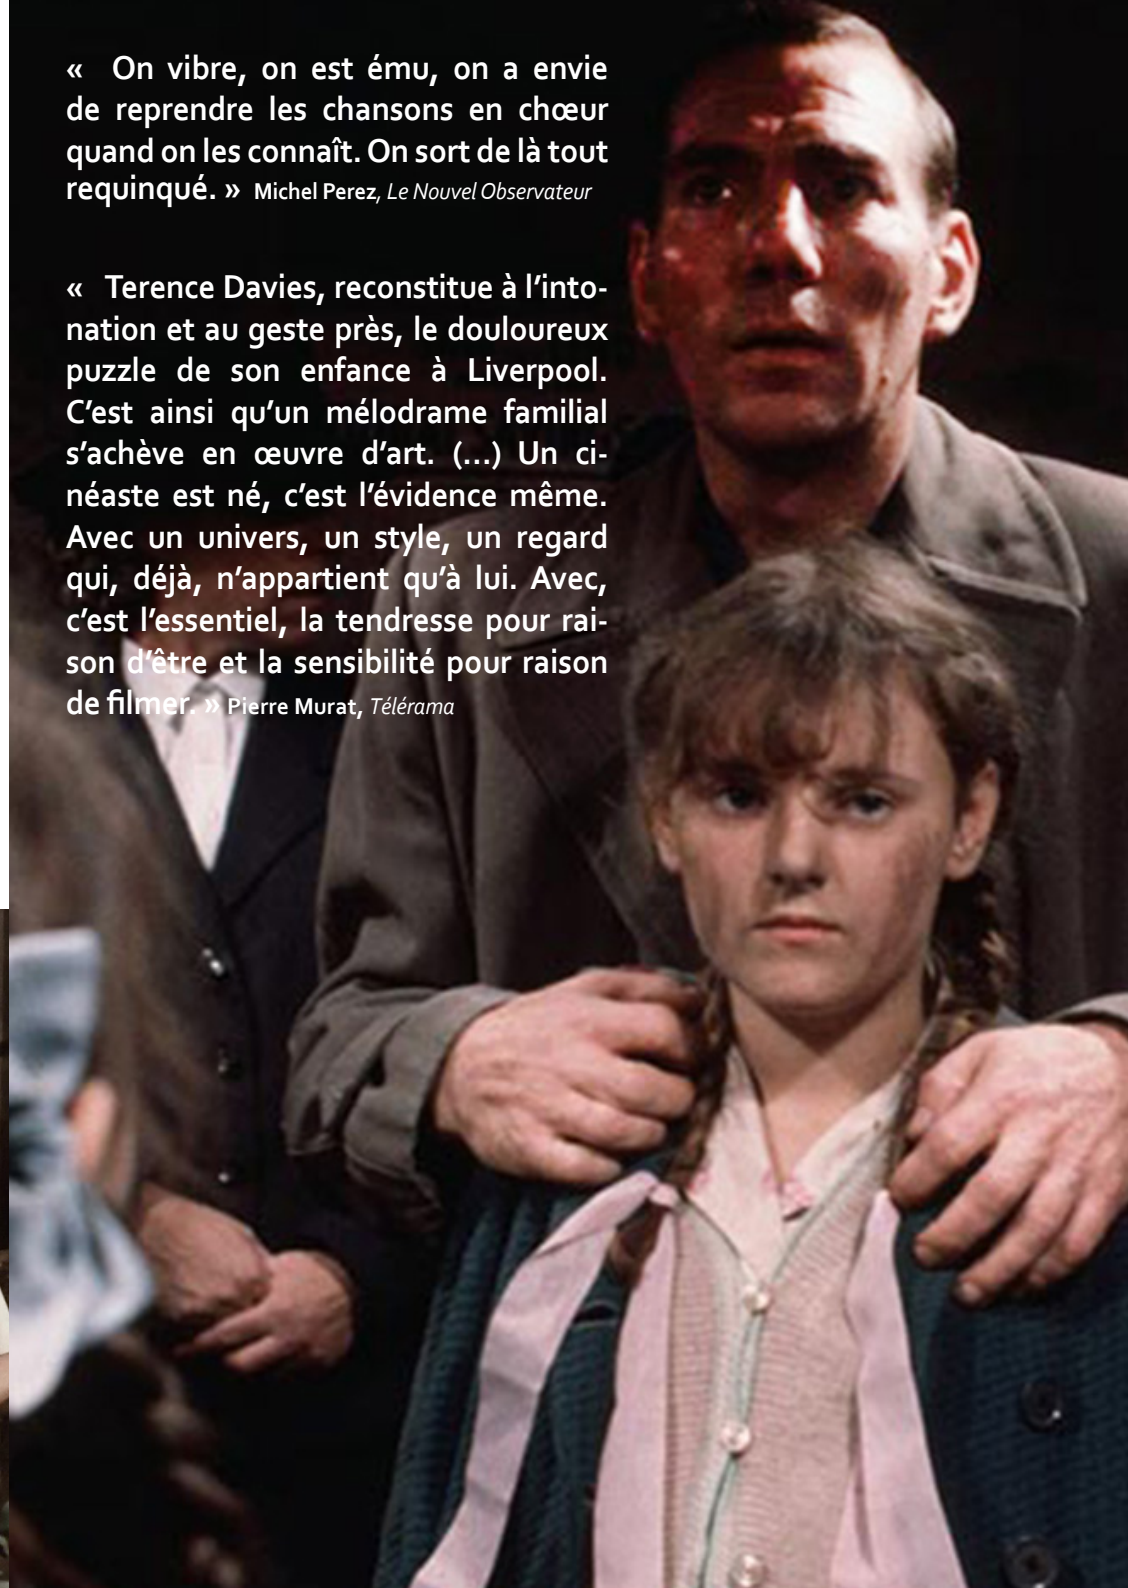 «  On vibre, on est ému, on a envie
de reprendre les chansons en chœur
quand on les connaît. On sort de là tout
requinqué. » Michel Perez, Le Nouvel Observateur
«  Terence Davies, reconstitue à l’into-
nation et au geste près, le douloureux
puzzle de son enfance à Liverpool.
C’est ainsi qu’un mélodrame familial
s’achève en œuvre d’art. (...) Un ci-
néaste est né, c’est l’évidence même.
Avec un univers, un style, un regard
qui, déjà, n’appartient qu’à lui. Avec,
c’est l’essentiel, la tendresse pour rai-
son d’être et la sensibilité pour raison
de filmer. » Pierre Murat, Télérama